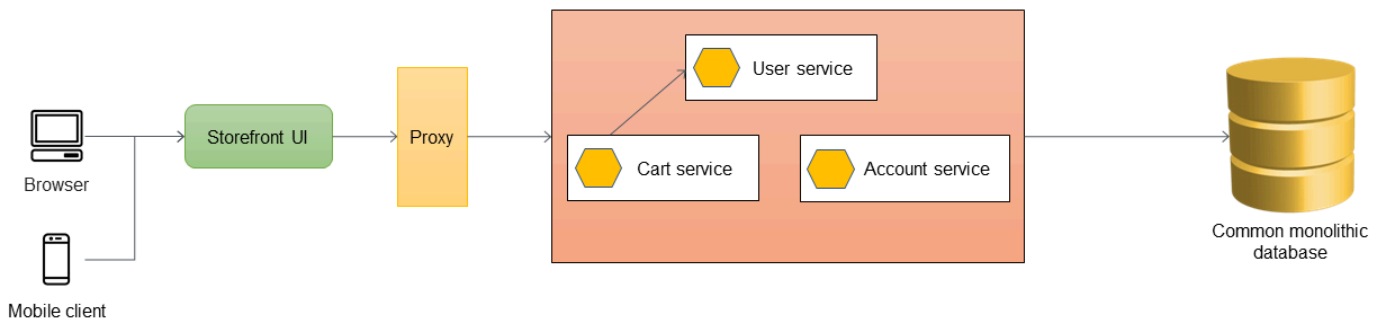 Browser
Mobile client
Storefront UI
Proxy
User service
Cart service
Account service
Common monolithic
database